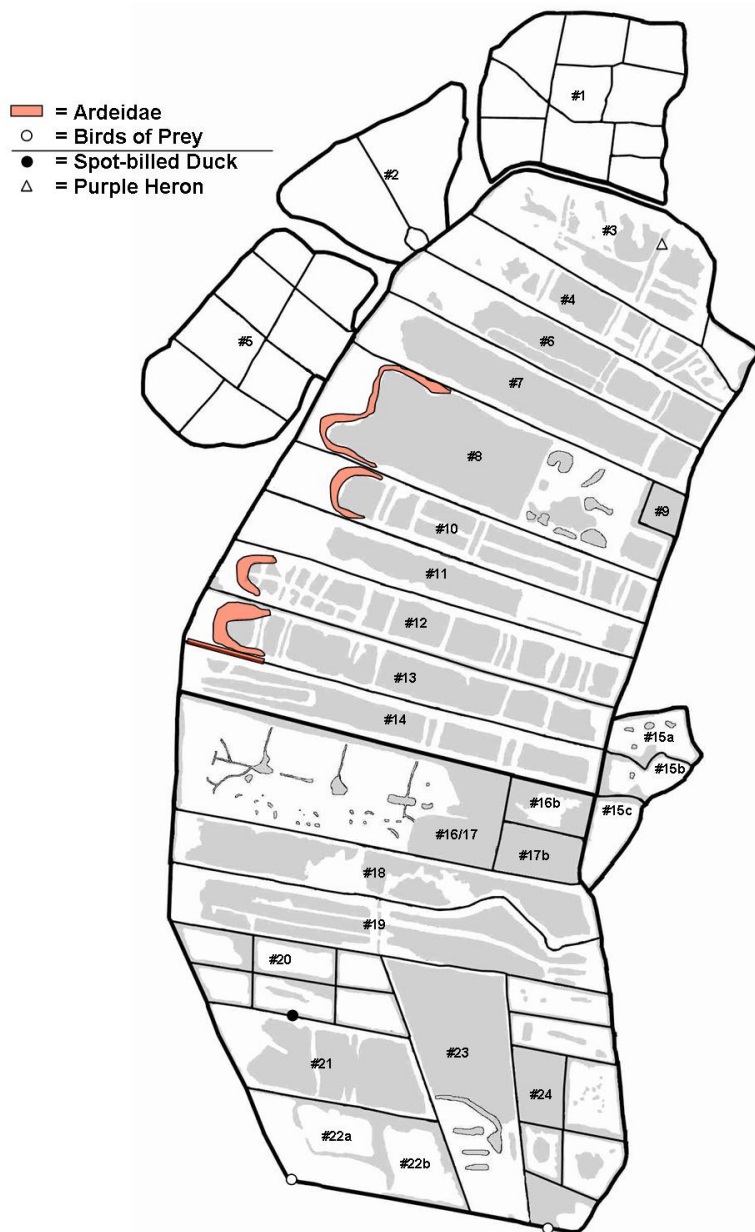 = Ardeidae
= Birds of Prey
= Spot-billed Duck
= Purple Heron
#1
#2
#3
#4
#5
#6
#7
#8
#9
#10
#11
#12
#13
#14
#15a
#15b
#15c
#16b
#16/17
#17b
#18
#19
#20
#21
#23
#24
#22a
#22b